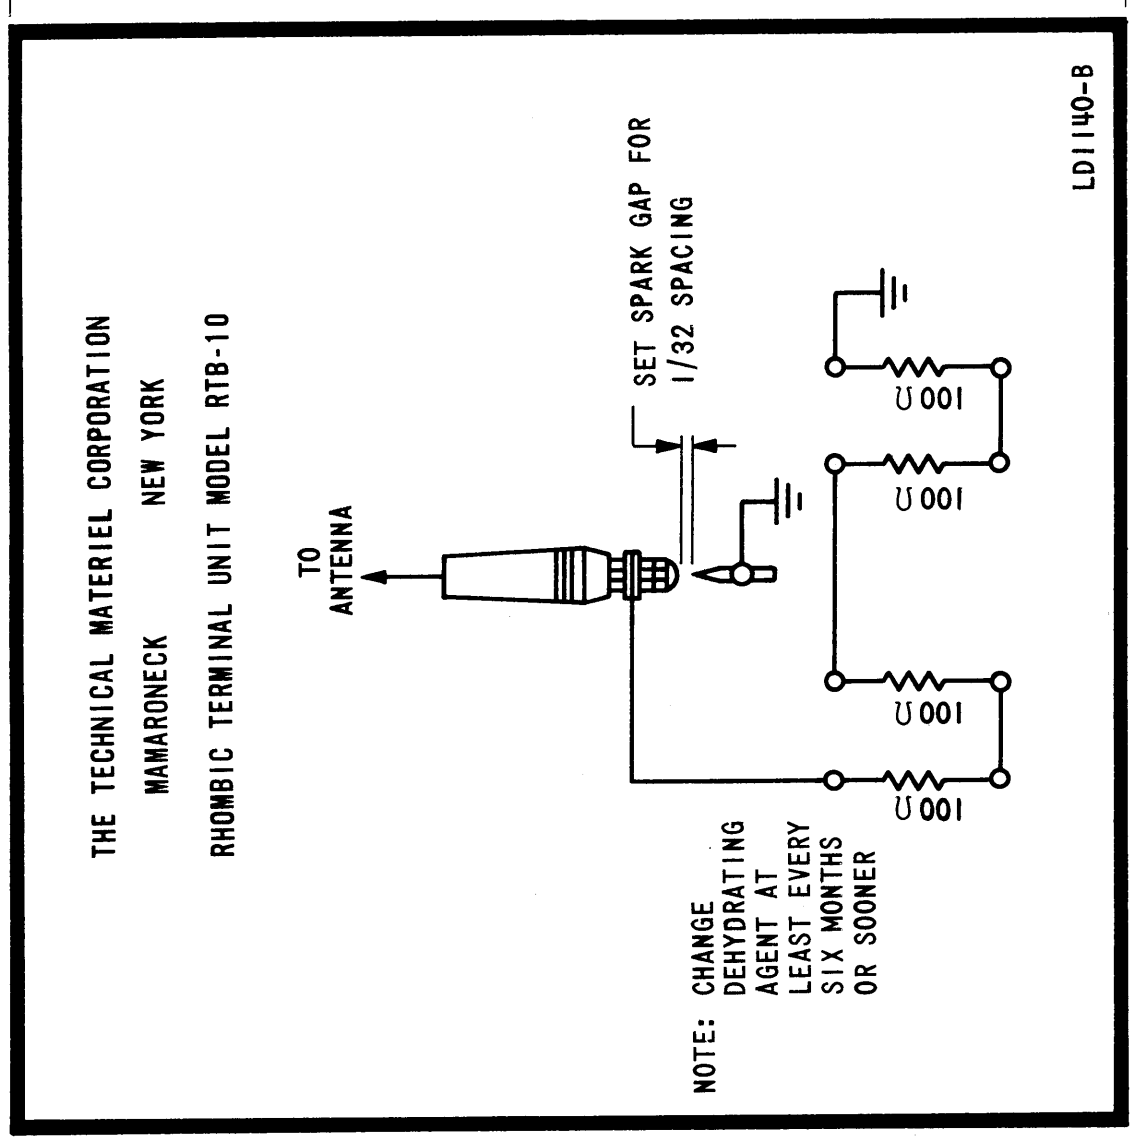 THE TECHNICAL MATERIEL CORPORATION
MAMARONECK NEW YORK
RHOMBIC TERMINAL UNIT MODEL RTB-10
TO
ANTENNA
SET SPARK GAP FOR
1/32 SPACING
NOTE: CHANGE
DEHYDRATING
AGENT AT
LEAST EVERY
SIX MONTHS
OR SOONER
100 Ω
100 Ω
100 Ω
100 Ω
LD1140-B